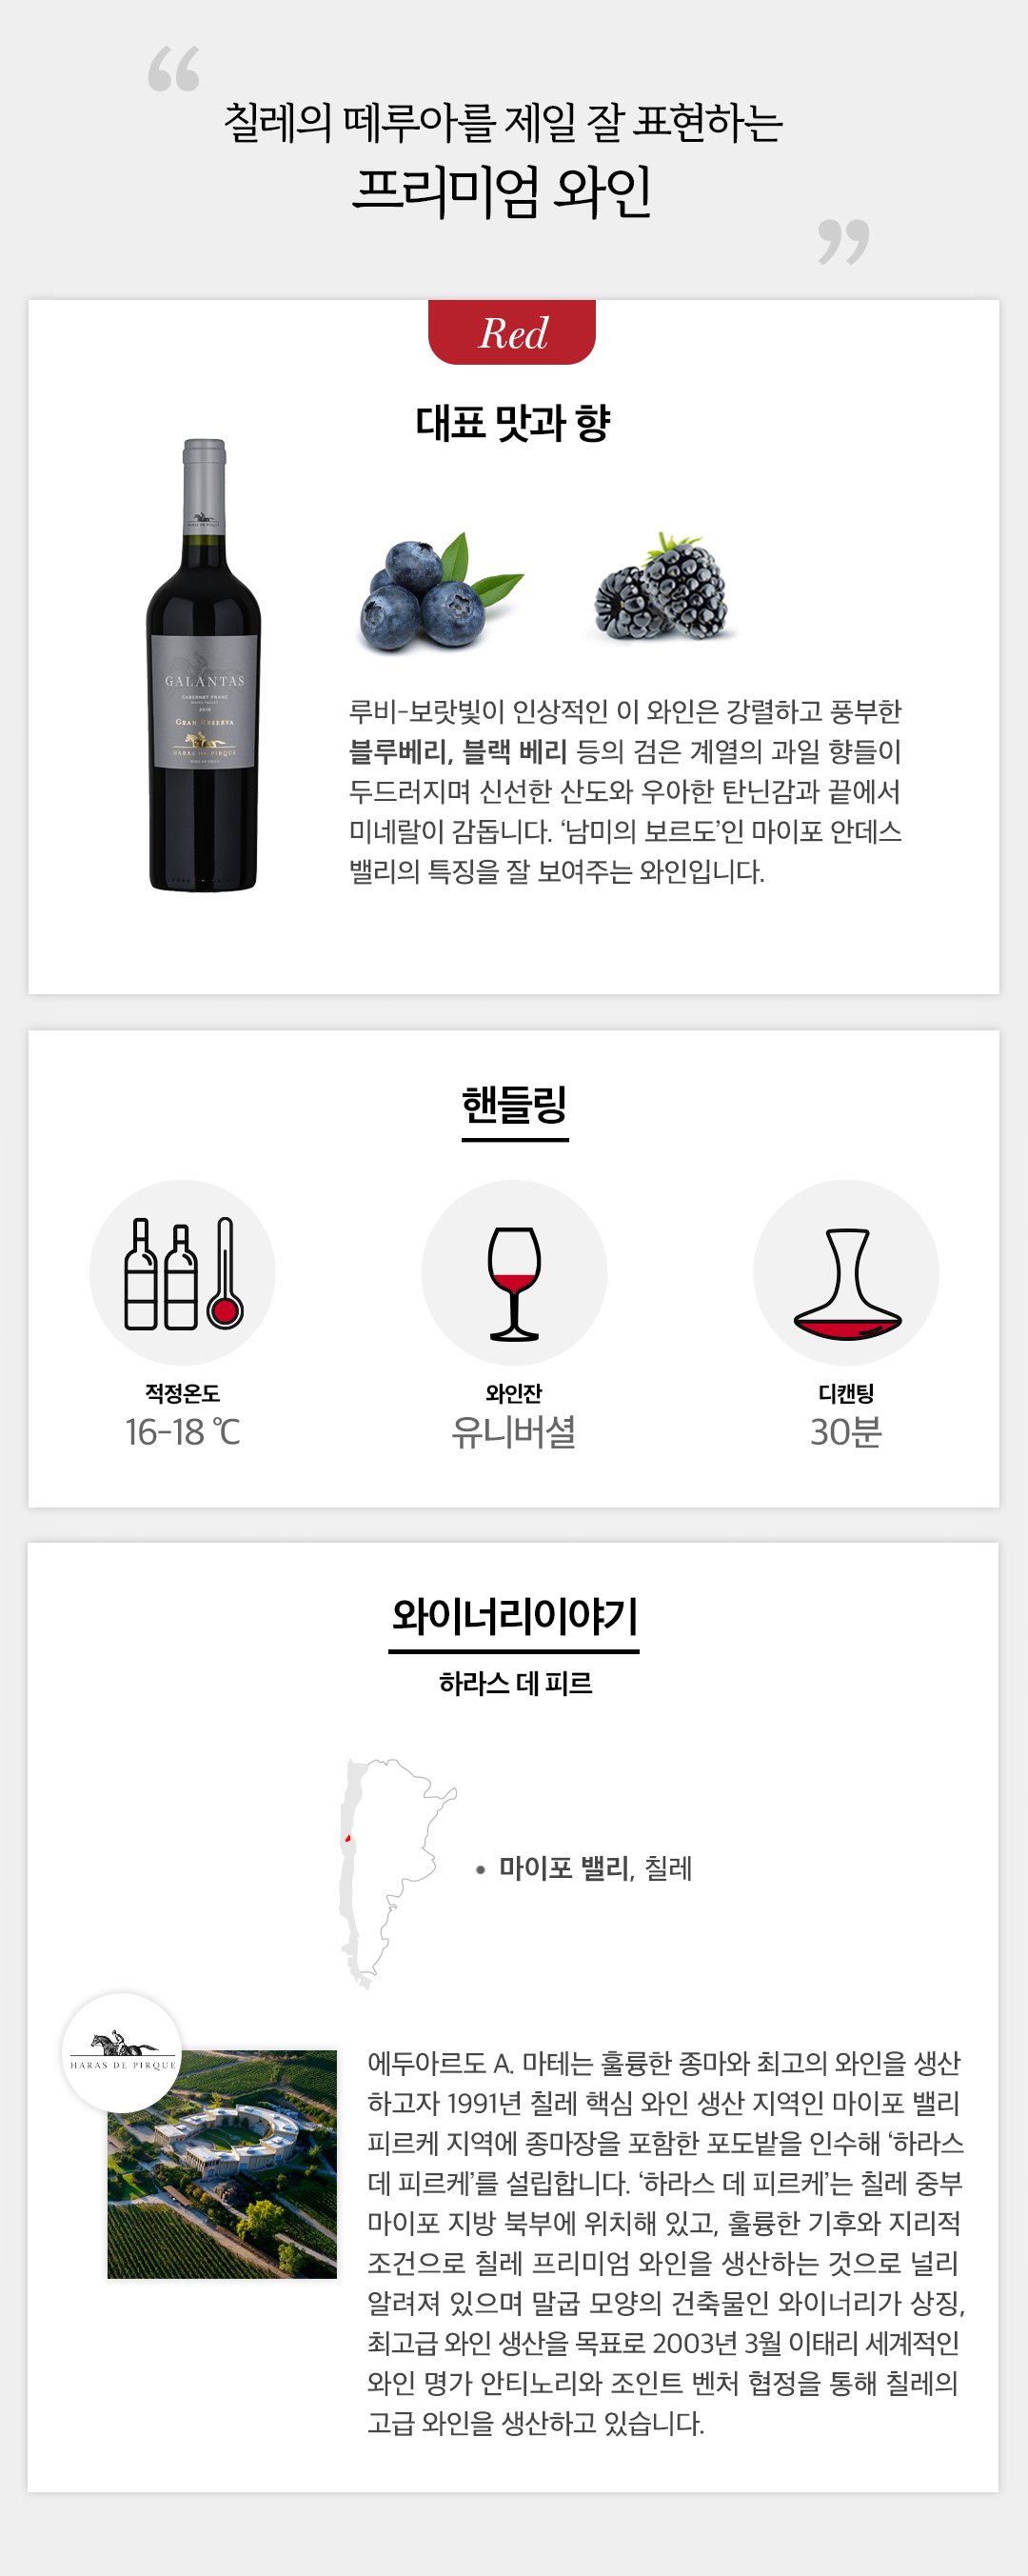 “
칠레의 떼루아를 제일 잘 표현하는
프리미엄 와인
”
Red
대표 맛과 향
HARAS DE PIRQUE
GALANTAS
CABERNET FRANC
MAIPO VALLEY
2018
GRAN RESERVA
HARAS DE PIRQUE
WINE OF CHILE
루비-보랏빛이 인상적인 이 와인은 강렬하고 풍부한
블루베리, 블랙 베리 등의 검은 계열의 과일 향들이
두드러지며 신선한 산도와 우아한 탄닌감과 끝에서
미네랄이 감돕니다. ‘남미의 보르도’인 마이포 안데스
밸리의 특징을 잘 보여주는 와인입니다.
핸들링
적정온도
16-18 ℃
와인잔
유니버셜
디캔팅
30분
와이너리이야기
하라스 데 피르
• 마이포 밸리, 칠레
HARAS DE PIRQUE
에두아르도 A. 마테는 훌륭한 종마와 최고의 와인을 생산
하고자 1991년 칠레 핵심 와인 생산 지역인 마이포 밸리
피르케 지역에 종마장을 포함한 포도밭을 인수해 ‘하라스
데 피르케’를 설립합니다. ‘하라스 데 피르케’는 칠레 중부
마이포 지방 북부에 위치해 있고, 훌륭한 기후와 지리적
조건으로 칠레 프리미엄 와인을 생산하는 것으로 널리
알려져 있으며 말굽 모양의 건축물인 와이너리가 상징,
최고급 와인 생산을 목표로 2003년 3월 이태리 세계적인
와인 명가 안티노리와 조인트 벤처 협정을 통해 칠레의
고급 와인을 생산하고 있습니다.